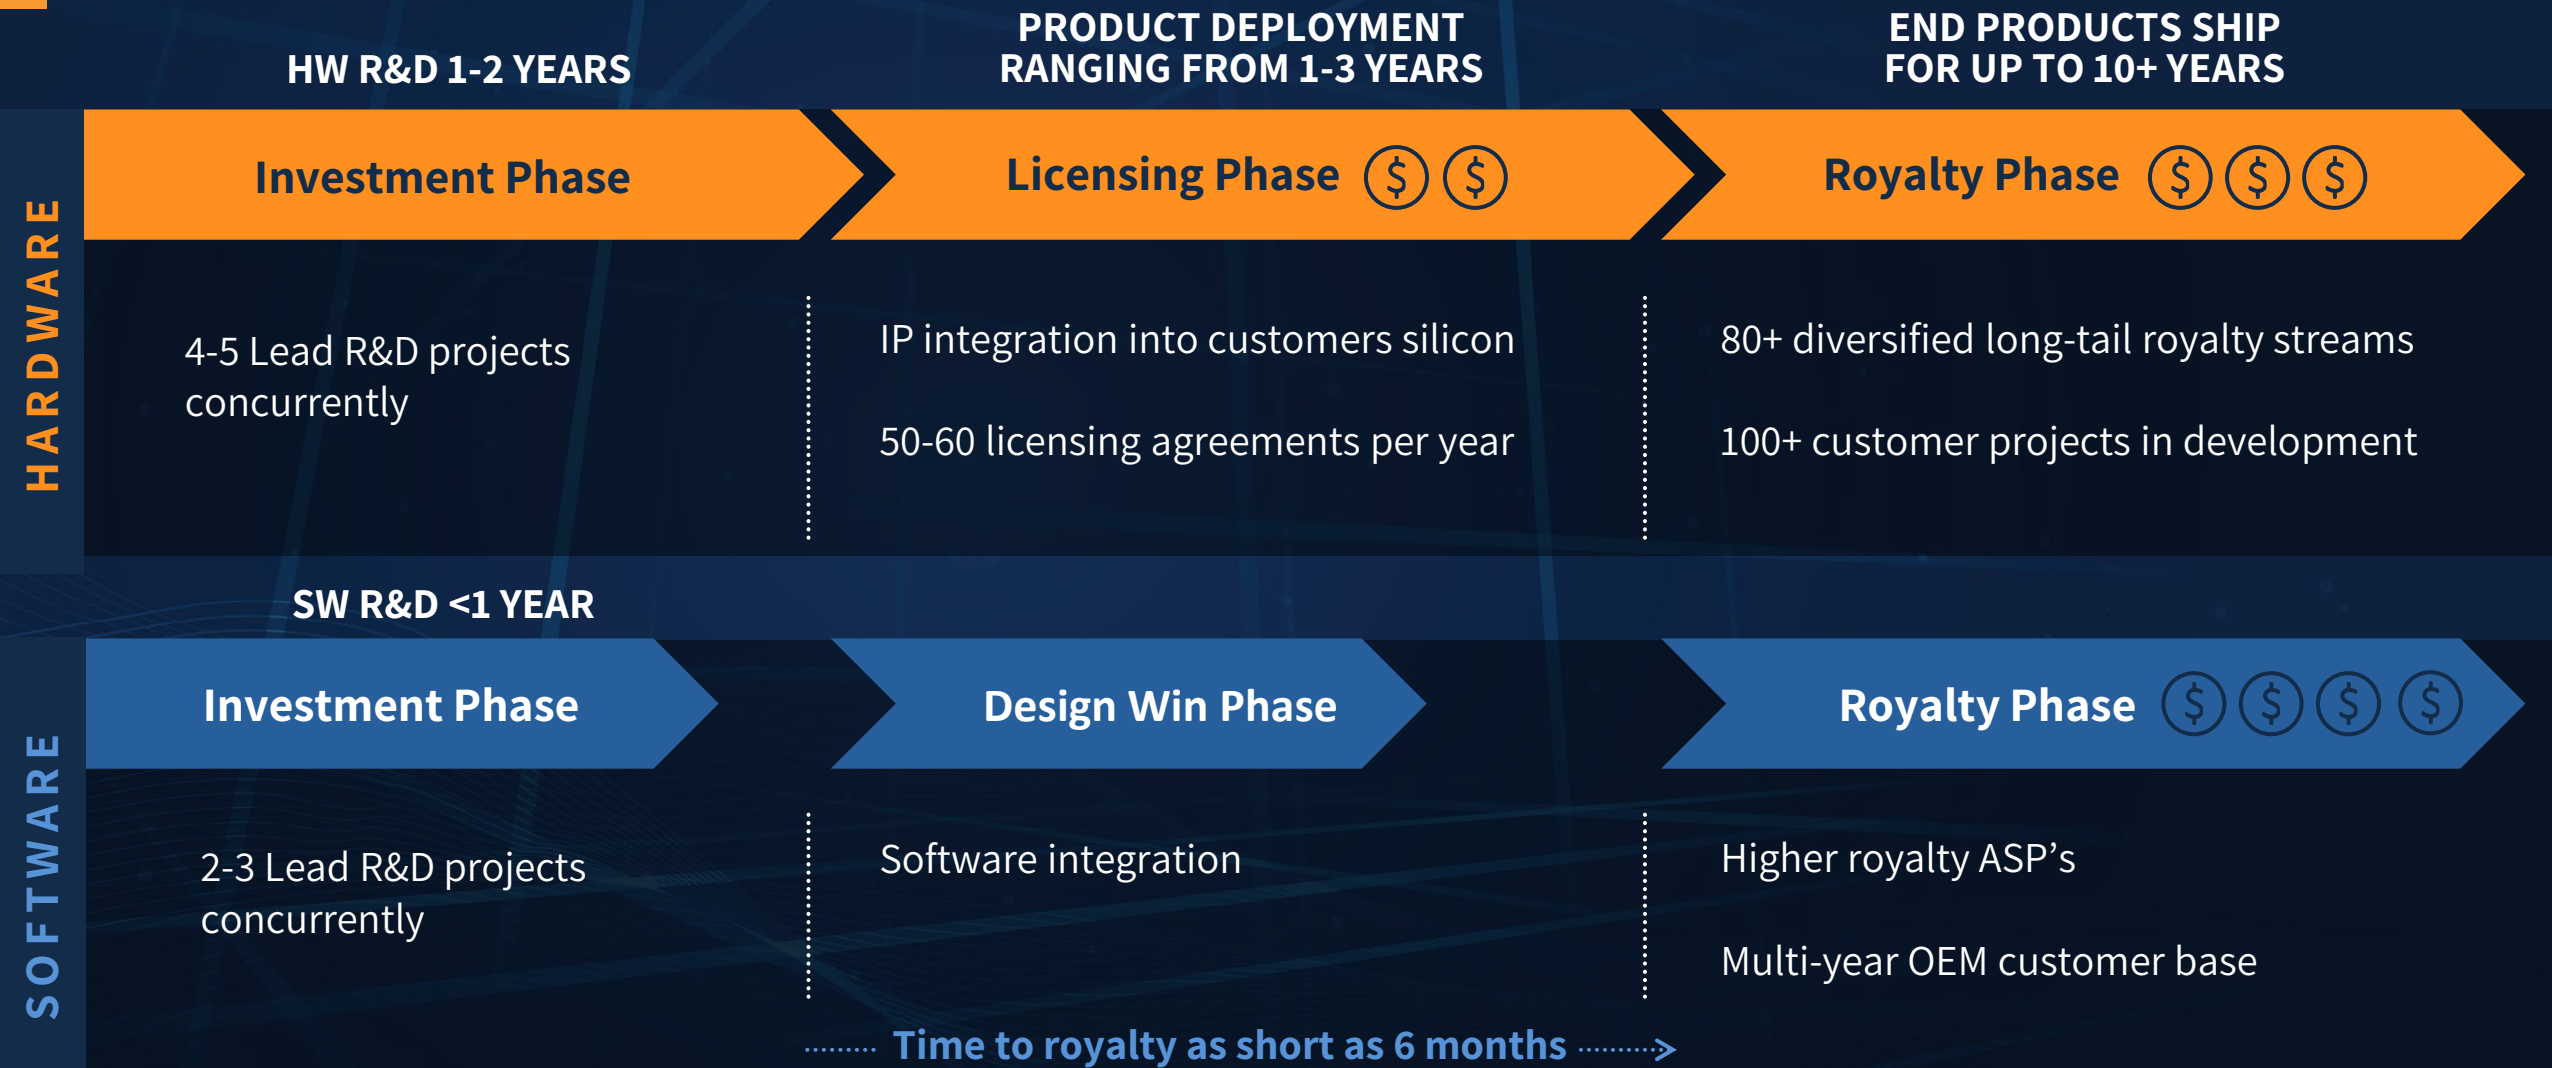 HW R&D 1-2 YEARS
PRODUCT DEPLOYMENT
RANGING FROM 1-3 YEARS
END PRODUCTS SHIP
FOR UP TO 10+ YEARS
HARDWARE
Investment Phase
Licensing Phase $ $
Royalty Phase $ $ $
4-5 Lead R&D projects
concurrently
IP integration into customers silicon
50-60 licensing agreements per year
80+ diversified long-tail royalty streams
100+ customer projects in development
SW R&D <1 YEAR
SOFTWARE
Investment Phase
Design Win Phase
Royalty Phase $ $ $ $
2-3 Lead R&D projects
concurrently
Software integration
Higher royalty ASP’s
Multi-year OEM customer base
Time to royalty as short as 6 months